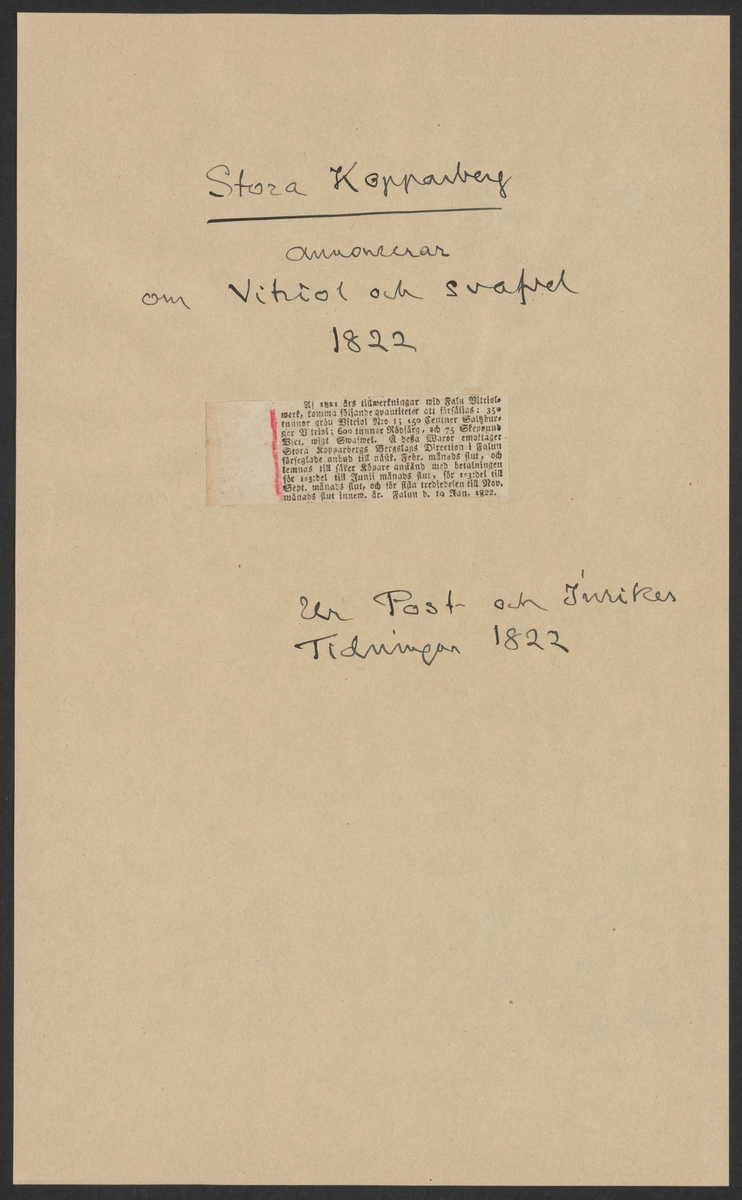 Stora Kopparberg
annonserar
om Vitriol och svafvel
1822
Af 1821 års tillwerkningar wid Falu Vitriols-
werk, komma följande qvantiteter att försäljas: 350
tunnor gråu Vitriol N:o 1; 150 Centner Saltzbur-
ger Vitriol; 600 tunnor Rödfärg, och 75 Skeppund
Vict. wigt Swafwel. Å deßa Waror emottager
Stora Kopparbergs Bergslags Direction i Falun
förseglade anbud till nästk. Febr. månads slut, och
lemnas till säker Köpare anstånd med betalningen
för 1-3:del till Junii månads slut, för 1-3:del till
Sept. månads slut, och för sista tredjedelen till Nov.
månads slut innew. år. Falun d. 10 Jan. 1822.
Ur Post och Inrikes
Tidningar 1822